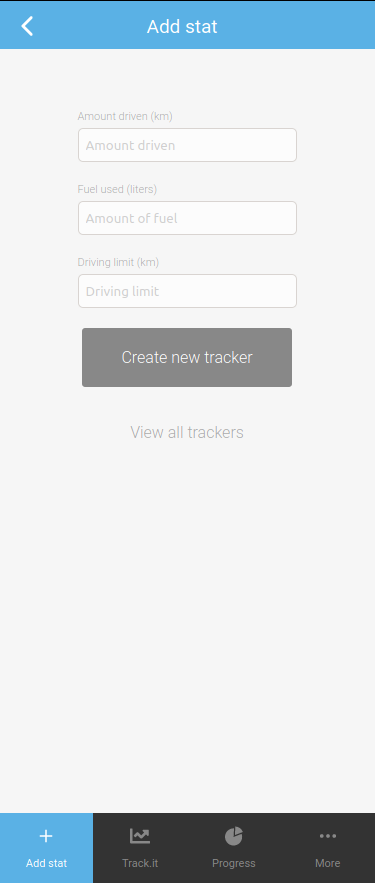 Add stat
Amount driven (km)
Amount driven
Fuel used (liters)
Amount of fuel
Driving limit (km)
Driving limit
Create new tracker
View all trackers
Add stat Track.it Progress More